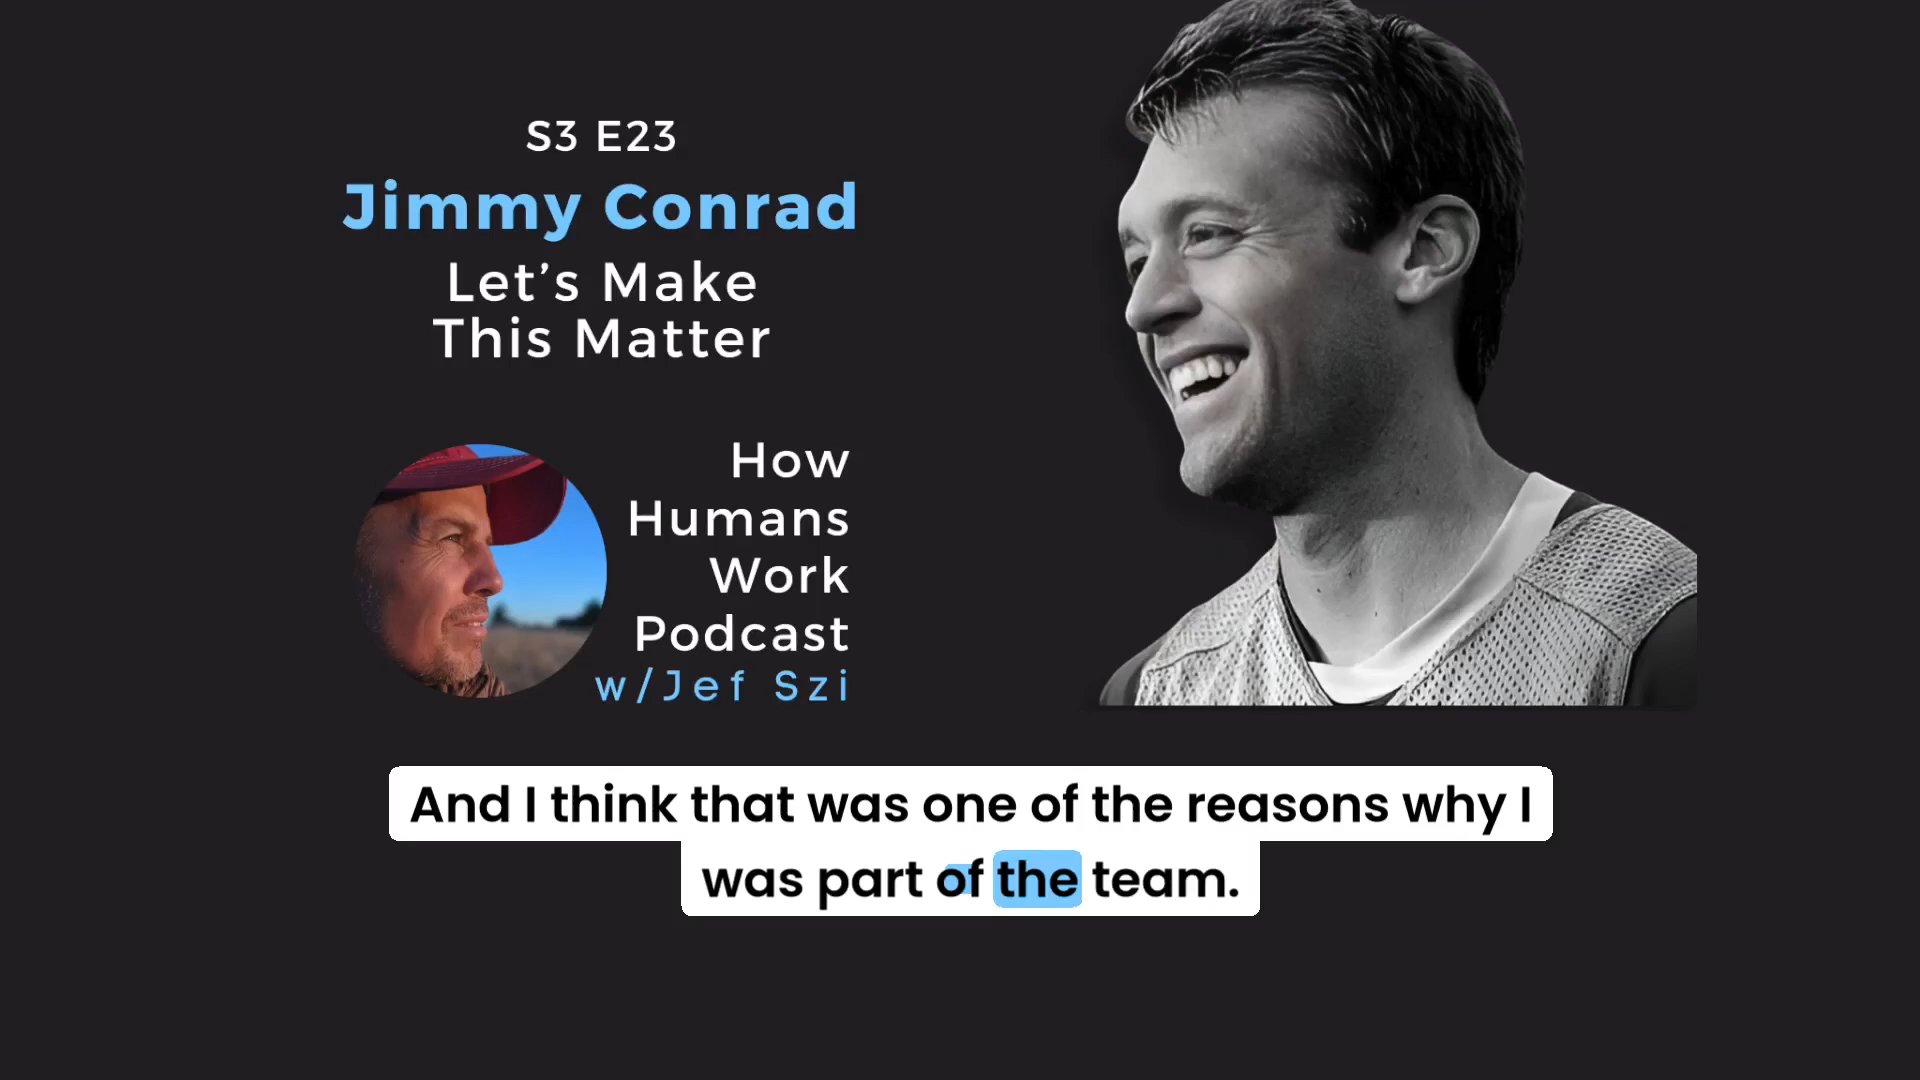 S3 E23
Jimmy Conrad
Let’s Make
This Matter
How
Humans
Work
Podcast
w/Jef Szi
And I think that was one of the reasons why I
was part of the team.